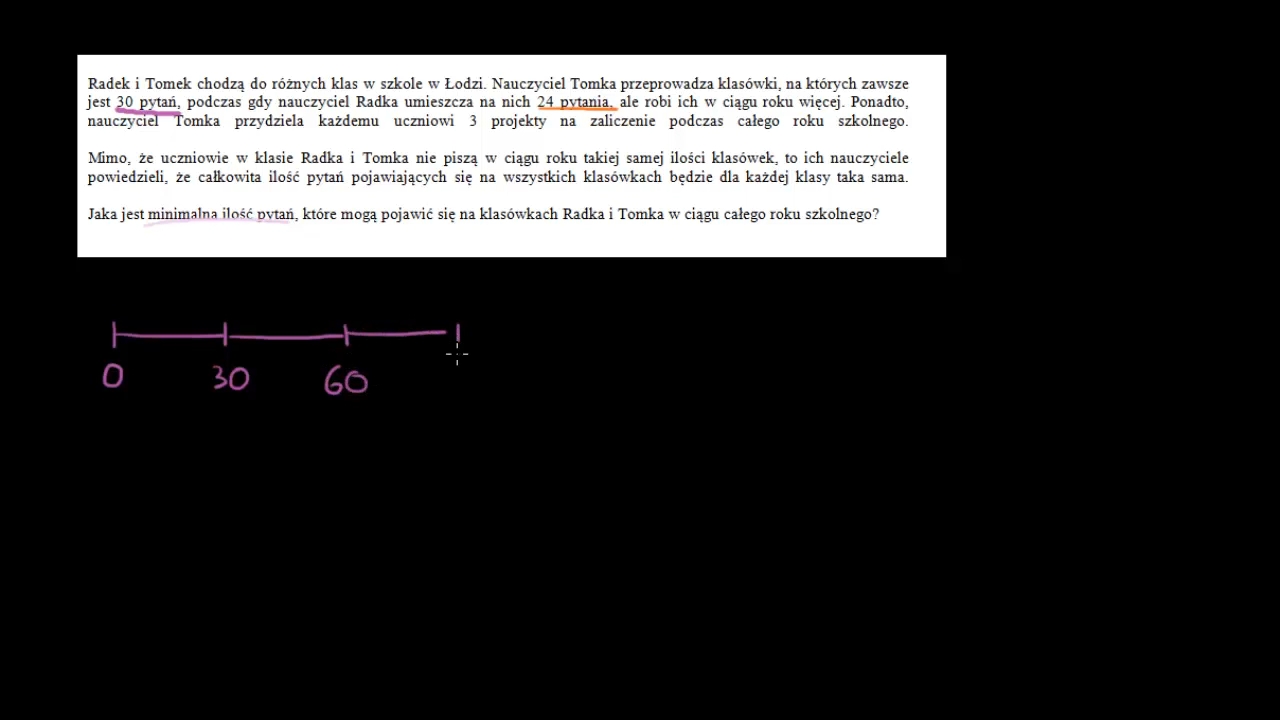 Radek i Tomek chodzą do różnych klas w szkole w Łodzi. Nauczyciel Tomka przeprowadza klasówki, na których zawsze
jest 30 pytań, podczas gdy nauczyciel Radka umieszcza na nich 24 pytania, ale robi ich w ciągu roku więcej. Ponadto,
nauczyciel Tomka przydziela każdemu uczniowi 3 projekty na zaliczenie podczas całego roku szkolnego.
Mimo, że uczniowie w klasie Radka i Tomka nie piszą w ciągu roku takiej samej ilości klasówek, to ich nauczyciele
powiedzieli, że całkowita ilość pytań pojawiających się na wszystkich klasówkach będzie dla każdej klasy taka sama.
Jaka jest minimalna ilość pytań, które mogą pojawić się na klasówkach Radka i Tomka w ciągu całego roku szkolnego?
0 30 60